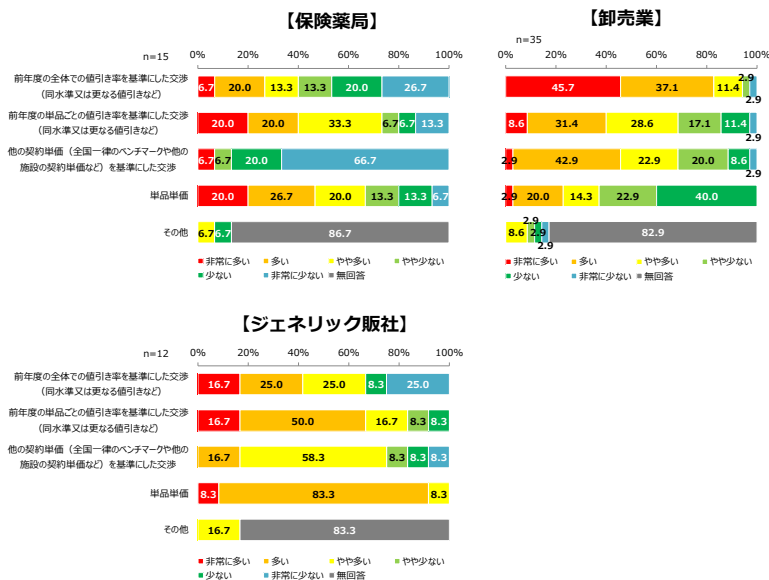 【保険薬局】
n=15
0% 20% 40% 60% 80% 100%
前年度の全体での値引き率を基準にした交渉
（同水準又は更なる値引きなど）
6.7 20.0 13.3 13.3 20.0 26.7
前年度の単品ごとの値引き率を基準にした交渉
（同水準又は更なる値引きなど）
20.0 20.0 33.3 6.7 6.7 13.3
他の契約単価（全国一律のベンチマークや他の
施設の契約単価など）を基準にした交渉
6.7 6.7 20.0 66.7
単品単価
20.0 26.7 20.0 13.3 13.3 6.7
その他
6.7 6.7 86.7
非常に多い 多い やや多い やや少ない
少ない 非常に少ない 無回答
【卸売業】
n=35
0% 20% 40% 60% 80% 100%
45.7 37.1 11.4 2.9 2.9
8.6 31.4 28.6 17.1 11.4 2.9
2.9 42.9 22.9 20.0 8.6 2.9
2.9 20.0 14.3 22.9 40.0
8.6 2.9 2.9 2.9 82.9
非常に多い 多い やや多い やや少ない
少ない 非常に少ない 無回答
【ジェネリック販社】
n=12
0% 20% 40% 60% 80% 100%
前年度の全体での値引き率を基準にした交渉
（同水準又は更なる値引きなど）
16.7 25.0 25.0 8.3 25.0
前年度の単品ごとの値引き率を基準にした交渉
（同水準又は更なる値引きなど）
16.7 50.0 16.7 8.3 8.3
他の契約単価（全国一律のベンチマークや他の
施設の契約単価など）を基準にした交渉
16.7 58.3 8.3 8.3 8.3
単品単価
8.3 83.3 8.3
その他
16.7 83.3
非常に多い 多い やや多い やや少ない
少ない 非常に少ない 無回答